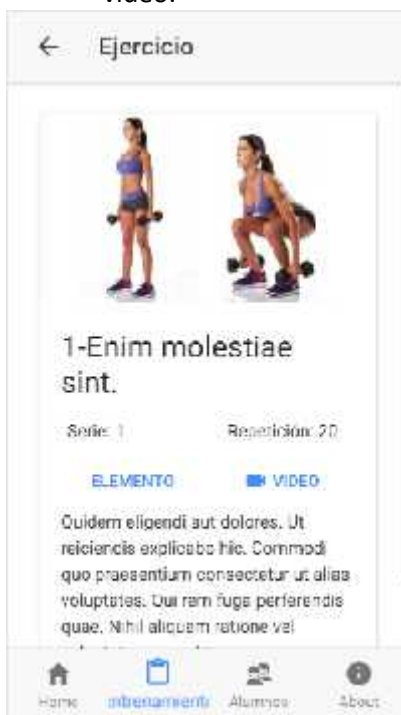 video.
← Ejercicio
1-Enim molestiae
sint.
Serie: 1 Repetición: 20
ELEMENTO VIDEO
Quidem eligendi aut dolores. Ut
reiciendis explicabo hic. Commodi
quo praesentium consectetur ut alias
voluptates. Qui rem fuga perferendis
quae. Nihil aliquam ratione vel
Home Entrenamiento Alumnos About